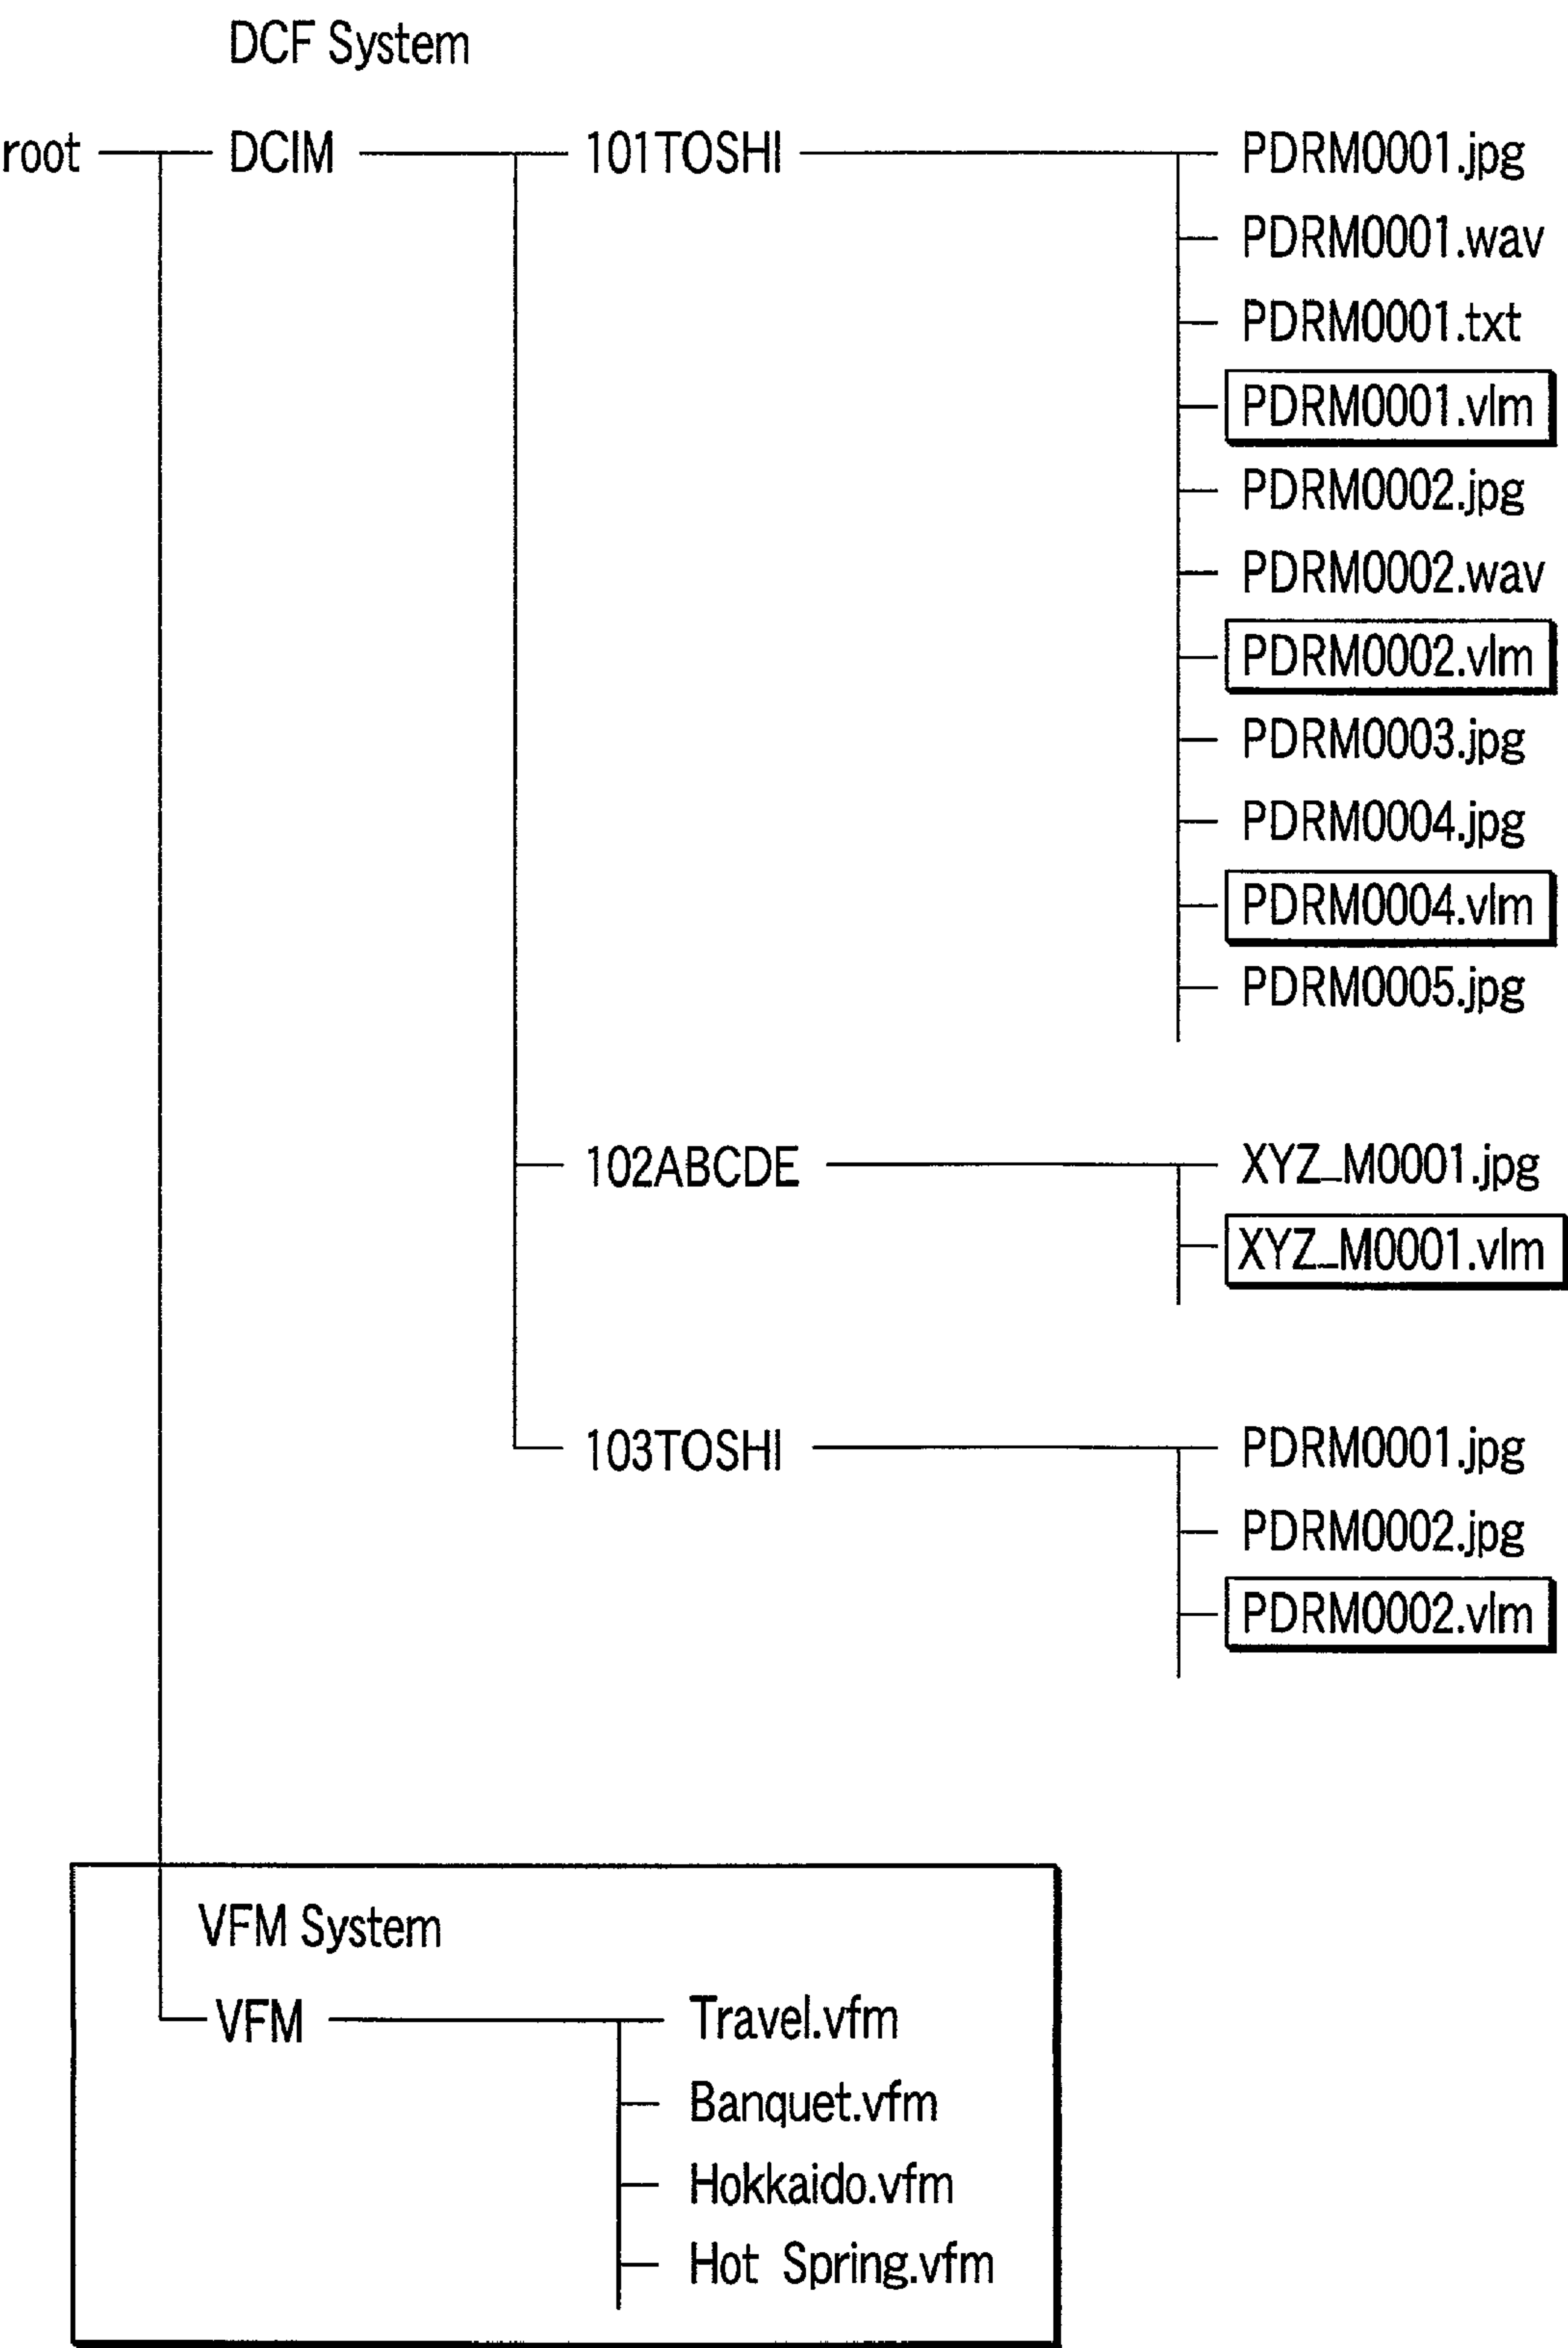 DCF System
root DCIM 101TOSHI PDRM0001.jpg
PDRM0001.wav
PDRM0001.txt
PDRM0001.vlm
PDRM0002.jpg
PDRM0002.wav
PDRM0002.vlm
PDRM0003.jpg
PDRM0004.jpg
PDRM0004.vlm
PDRM0005.jpg
102ABCDE XYZ_M0001.jpg
XYZ_M0001.vlm
103TOSHI PDRM0001.jpg
PDRM0002.jpg
PDRM0002.vlm
VFM System
VFM Travel.vfm
Banquet.vfm
Hokkaido.vfm
Hot Spring.vfm